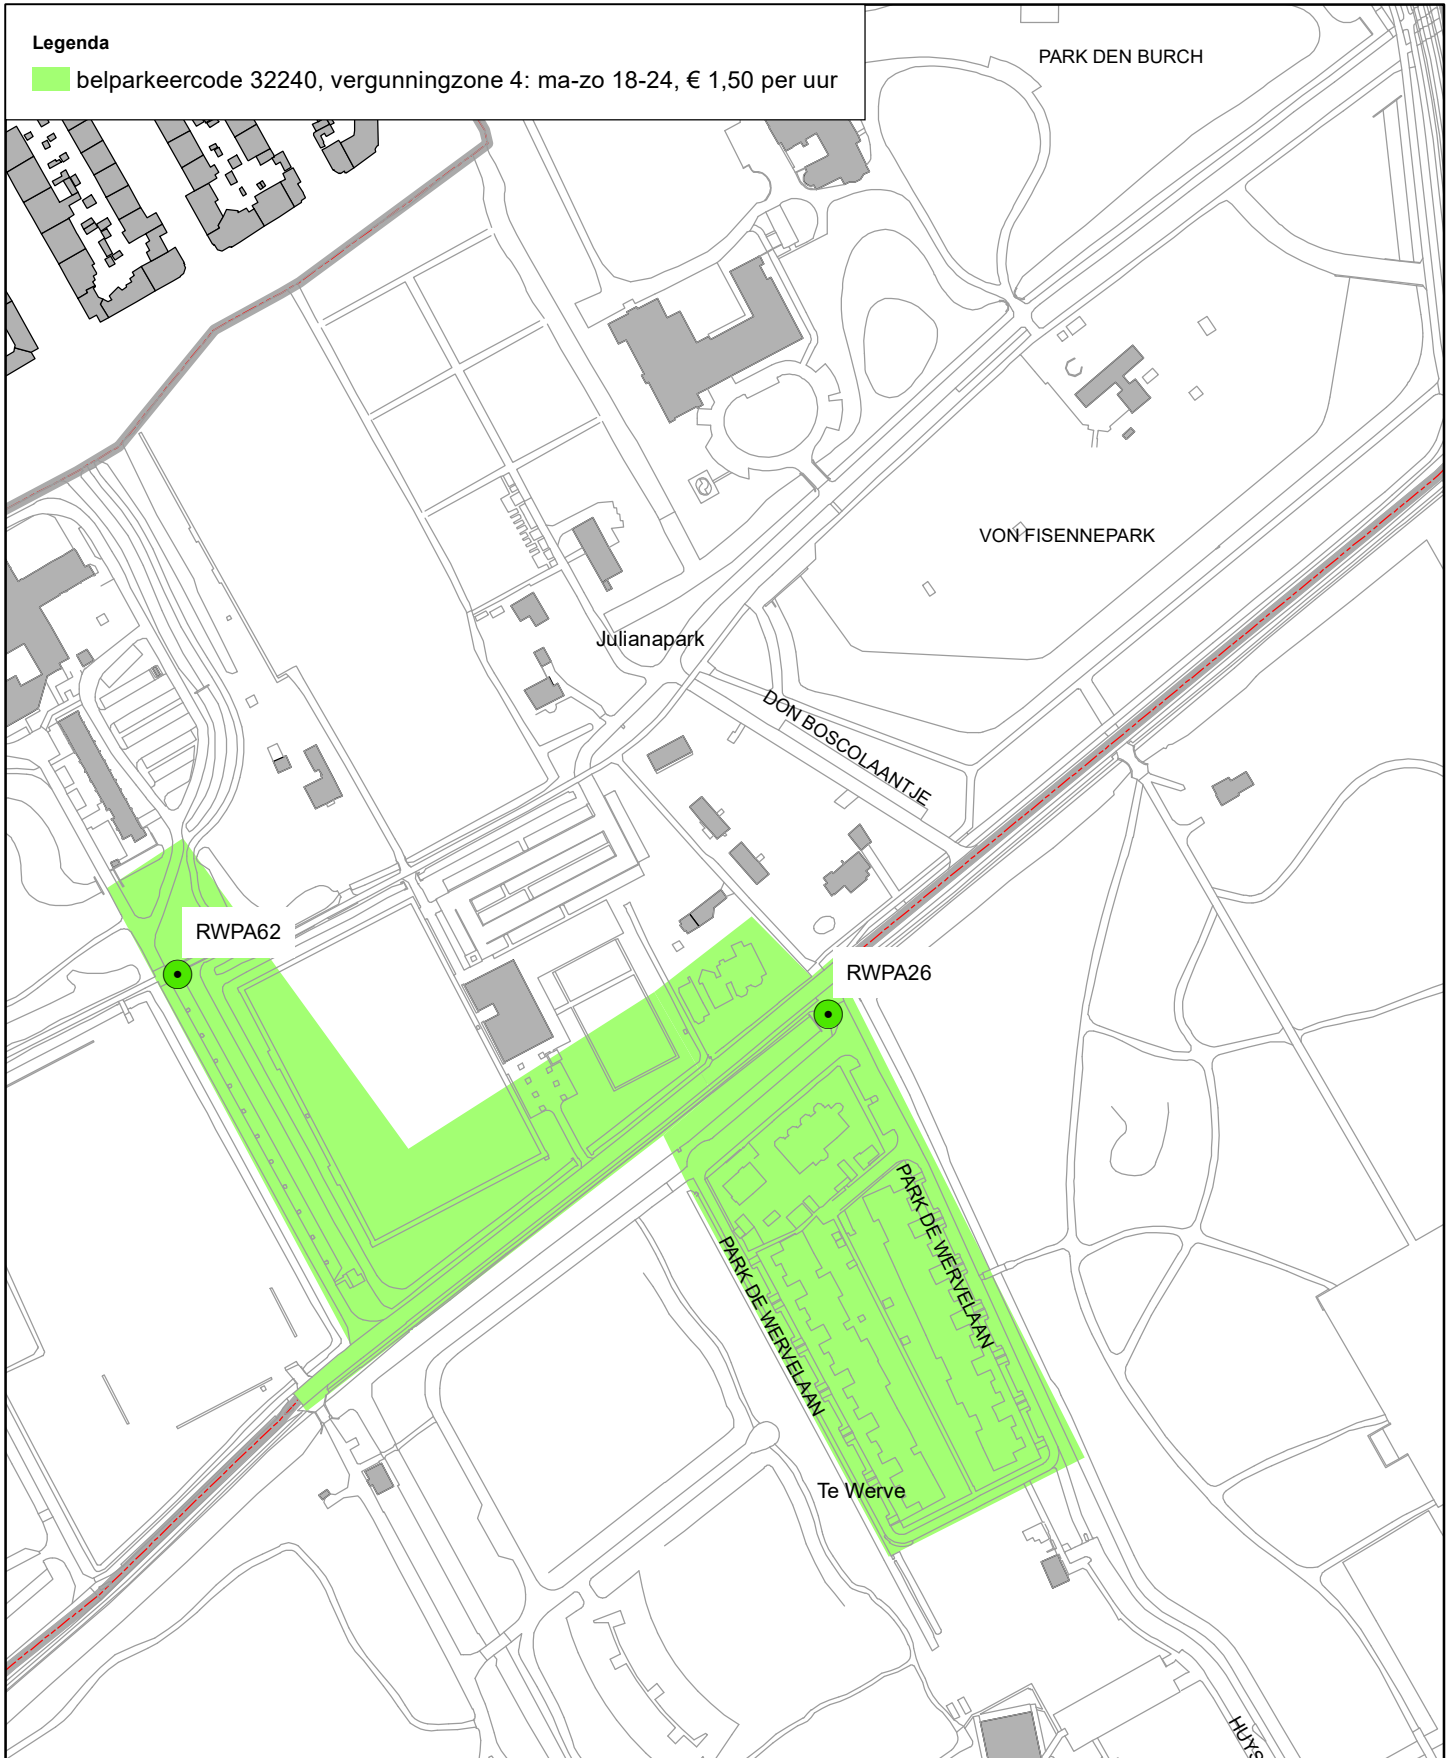 Legenda
belparkeercode 32240, vergunningzone 4: ma-zo 18-24, € 1,50 per uur
PARK DEN BURCH
VON FISENNEPARK
Julianapark
DON BOSCOLAANTJE
RWPA62
RWPA26
PARK DE WERVELAAN
PARK DE WERVELAAN
Te Werve
HUYS